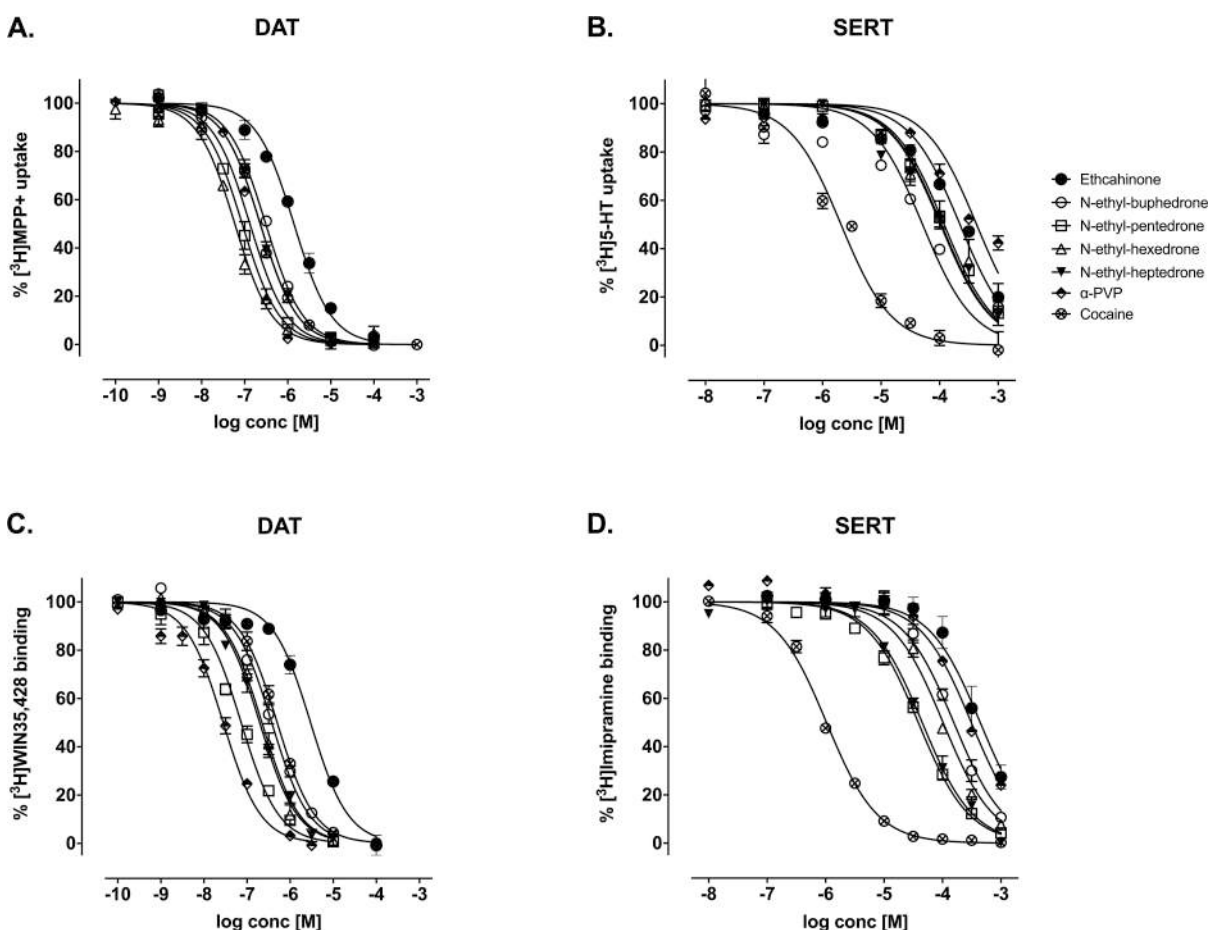 A.
DAT
% [³H]MPP+ uptake
100
80
60
40
20
0
-10 -9 -8 -7 -6 -5 -4 -3
log conc [M]
B.
SERT
% [³H]5-HT uptake
100
80
60
40
20
0
-8 -7 -6 -5 -4 -3
log conc [M]
Ethcahinone
N-ethyl-buphedrone
N-ethyl-pentedrone
N-ethyl-hexedrone
N-ethyl-heptedrone
α-PVP
Cocaine
C.
DAT
% [³H]WIN35,428 binding
100
80
60
40
20
0
-10 -9 -8 -7 -6 -5 -4 -3
log conc [M]
D.
SERT
% [³H]Imipramine binding
100
80
60
40
20
0
-8 -7 -6 -5 -4 -3
log conc [M]